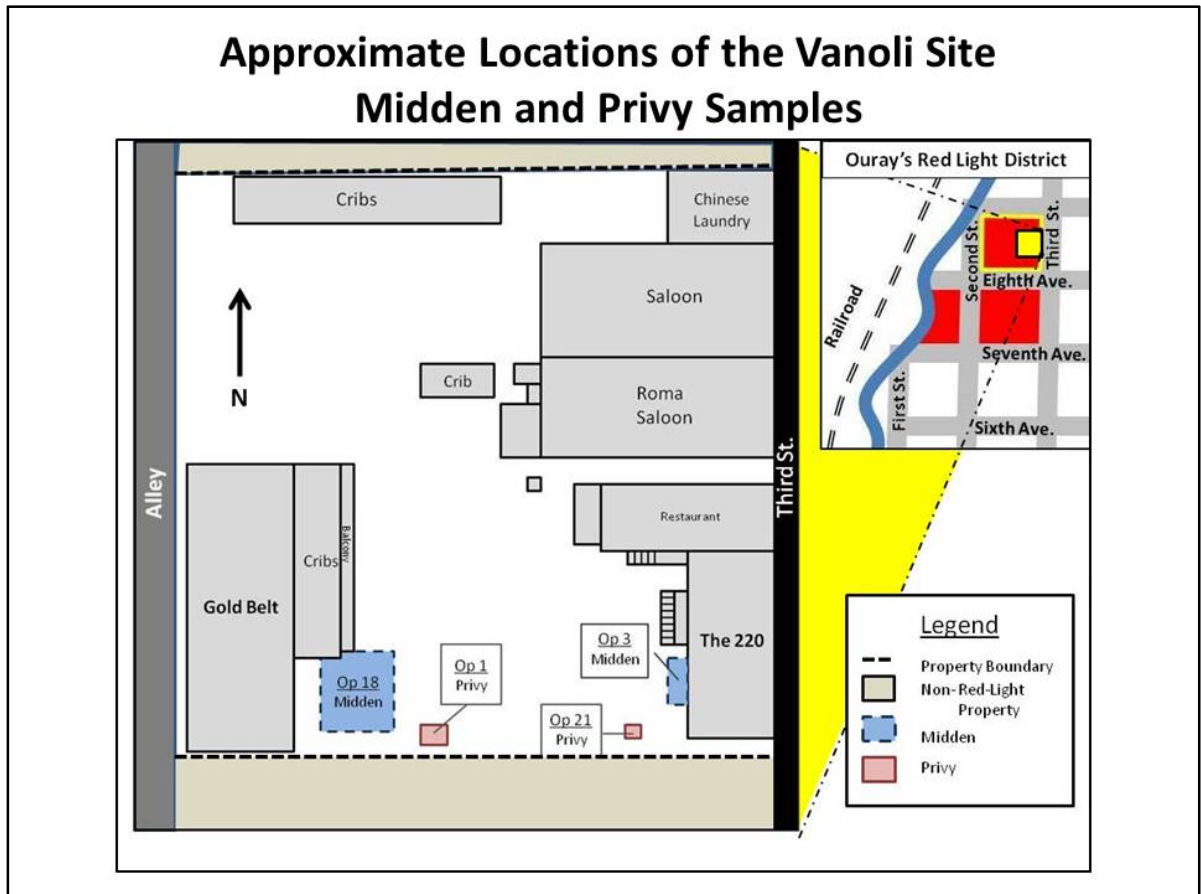 Approximate Locations of the Vanoli Site
Midden and Privy Samples
Cribs
Chinese
Laundry
Saloon
N
Crib
Roma
Saloon
Alley
Third St.
Restaurant
Balcony
Cribs
Gold Belt
The 220
Op 3
Midden
Op 18
Midden
Op 1
Privy
Op 21
Privy
Ouray's Red Light District
Second St.
Third St.
Eighth Ave.
Railroad
Seventh Ave.
First St.
Sixth Ave.
Legend
Property Boundary
Non-Red-Light
Property
Midden
Privy